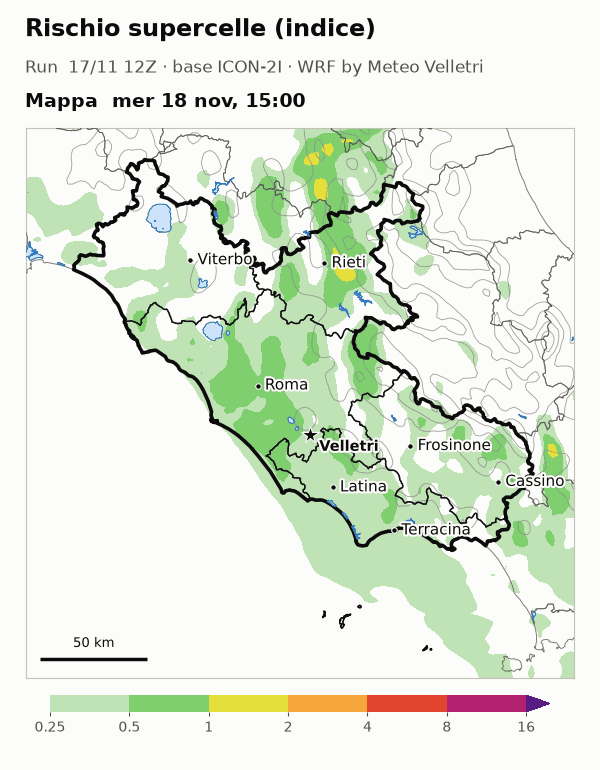 Rischio supercelle (indice)
Run  17/11 12Z · base ICON-2I · WRF by Meteo Velletri
Mappa  mer 18 nov, 15:00
Viterbo
Rieti
Roma
Velletri
Frosinone
Cassino
Latina
Terracina
50 km
0.25 0.5 1 2 4 8 16